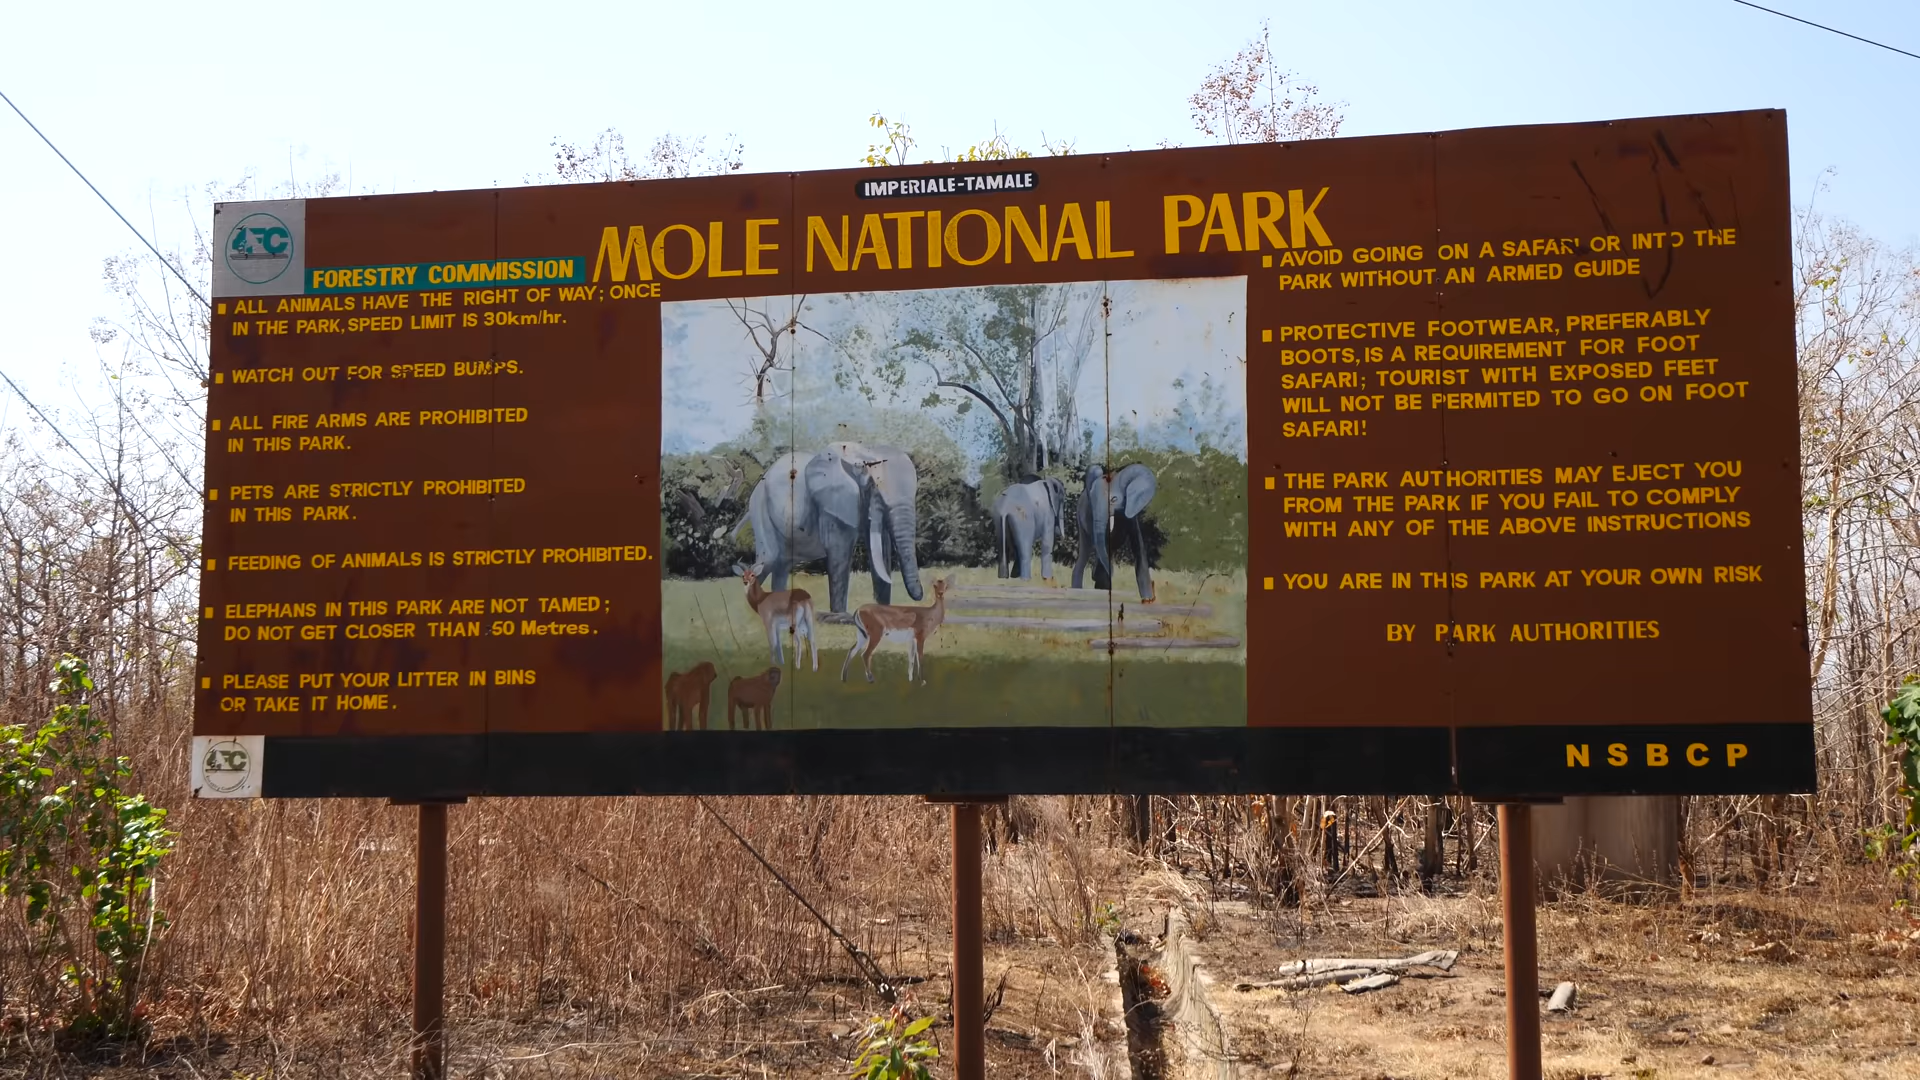 IMPERIALE-TAMALE
MOLE NATIONAL PARK
FC
FORESTRY COMMISSION
ALL ANIMALS HAVE THE RIGHT OF WAY; ONCE
IN THE PARK, SPEED LIMIT IS 30km/hr.
WATCH OUT FOR SPEED BUMPS.
ALL FIRE ARMS ARE PROHIBITED
IN THIS PARK.
PETS ARE STRICTLY PROHIBITED
IN THIS PARK.
FEEDING OF ANIMALS IS STRICTLY PROHIBITED.
ELEPHANS IN THIS PARK ARE NOT TAMED;
DO NOT GET CLOSER THAN 50 Metres.
PLEASE PUT YOUR LITTER IN BINS
OR TAKE IT HOME.
AVOID GOING ON A SAFARI OR INTO THE
PARK WITHOUT AN ARMED GUIDE
PROTECTIVE FOOTWEAR, PREFERABLY
BOOTS, IS A REQUIREMENT FOR FOOT
SAFARI; TOURIST WITH EXPOSED FEET
WILL NOT BE PERMITED TO GO ON FOOT
SAFARI!
THE PARK AUTHORITIES MAY EJECT YOU
FROM THE PARK IF YOU FAIL TO COMPLY
WITH ANY OF THE ABOVE INSTRUCTIONS
YOU ARE IN THIS PARK AT YOUR OWN RISK
BY PARK AUTHORITIES
FC
NSBCP